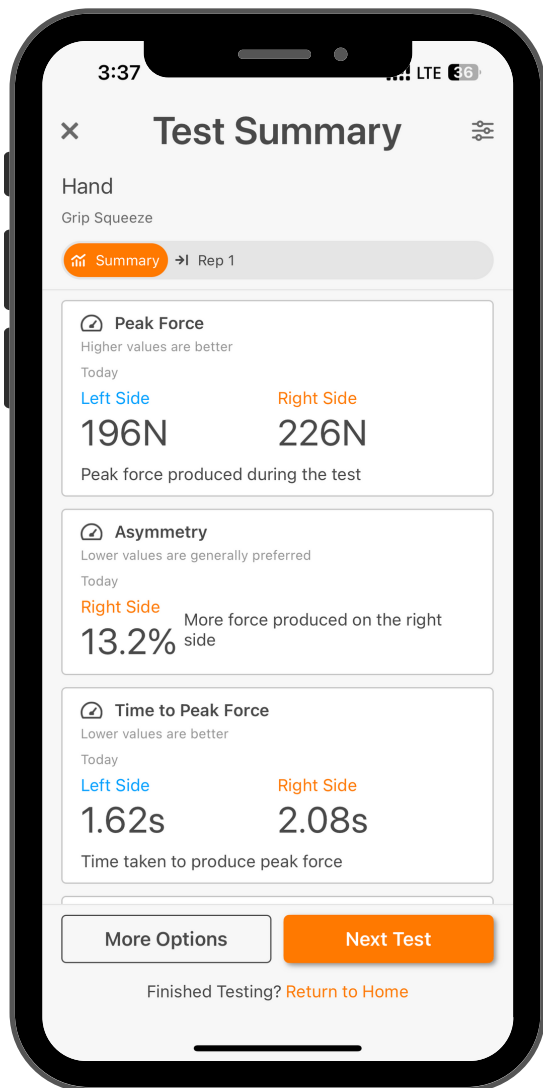 3:37
LTE 36
Test Summary
Hand
Grip Squeeze
Summary Rep 1
Peak Force
Higher values are better
Today
Left Side Right Side
196N 226N
Peak force produced during the test
Asymmetry
Lower values are generally preferred
Today
Right Side
13.2%
More force produced on the right
side
Time to Peak Force
Lower values are better
Today
Left Side Right Side
1.62s 2.08s
Time taken to produce peak force
More Options Next Test
Finished Testing? Return to Home